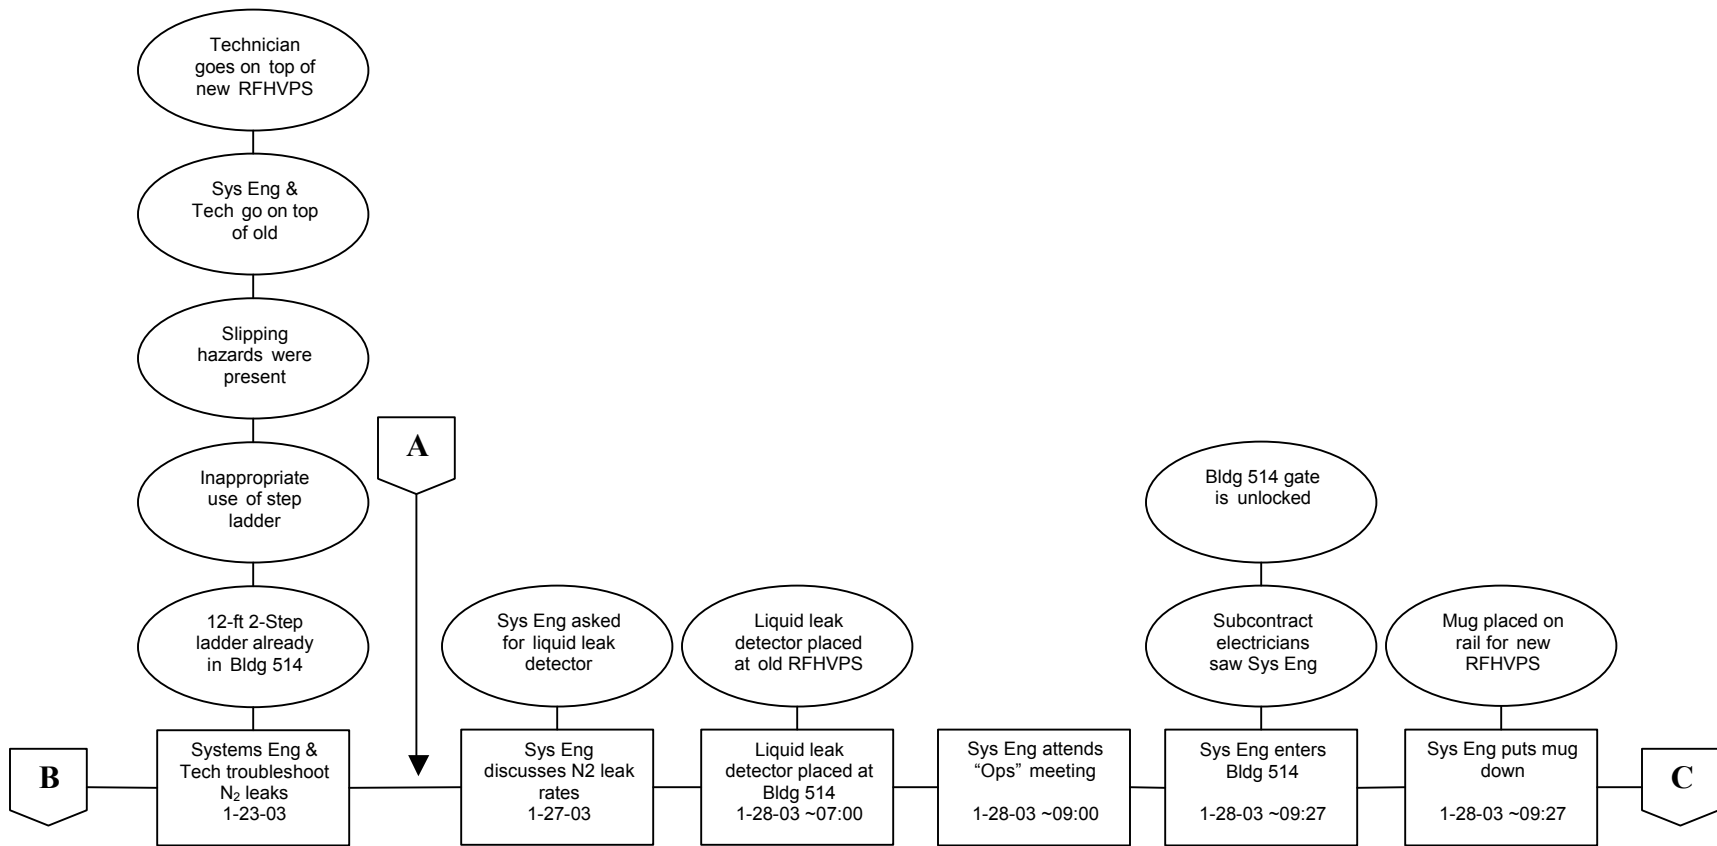 Technician
goes on top of
new RFHVPS
Sys Eng &
Tech go on top
of old
Slipping
hazards were
present
Inappropriate
use of step
ladder
12-ft 2-Step
ladder already
in Bldg 514
A
Sys Eng asked
for liquid leak
detector
Liquid leak
detector placed
at old RFHVPS
Bldg 514 gate
is unlocked
Subcontract
electricians
saw Sys Eng
Mug placed on
rail for new
RFHVPS
B
Systems Eng &
Tech troubleshoot
N₂ leaks
1-23-03
Sys Eng
discusses N2 leak
rates
1-27-03
Liquid leak
detector placed at
Bldg 514
1-28-03 ~07:00
Sys Eng attends
“Ops” meeting
1-28-03 ~09:00
Sys Eng enters
Bldg 514
1-28-03 ~09:27
Sys Eng puts mug
down
1-28-03 ~09:27
C